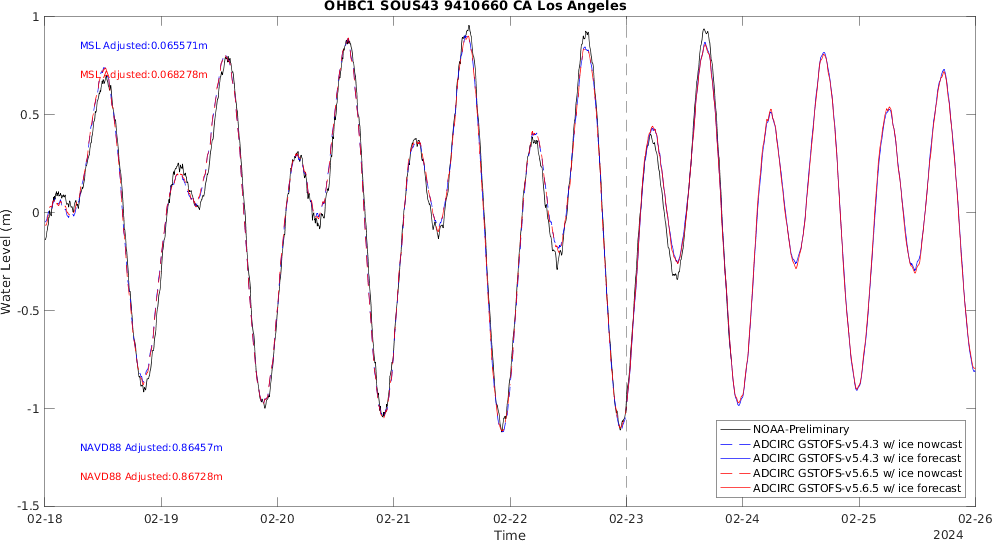 OHBC1 SOUS43 9410660 CA Los Angeles
1
MSL Adjusted:0.065571m
MSL Adjusted:0.068278m
0.5
0
Water Level (m)
-0.5
-1
NOAA-Preliminary
ADCIRC GSTOFS-v5.4.3 w/ ice nowcast
ADCIRC GSTOFS-v5.4.3 w/ ice forecast
ADCIRC GSTOFS-v5.6.5 w/ ice nowcast
ADCIRC GSTOFS-v5.6.5 w/ ice forecast
NAVD88 Adjusted:0.86457m
NAVD88 Adjusted:0.86728m
-1.5
02-18 02-19 02-20 02-21 02-22 02-23 02-24 02-25 02-26
Time
2024